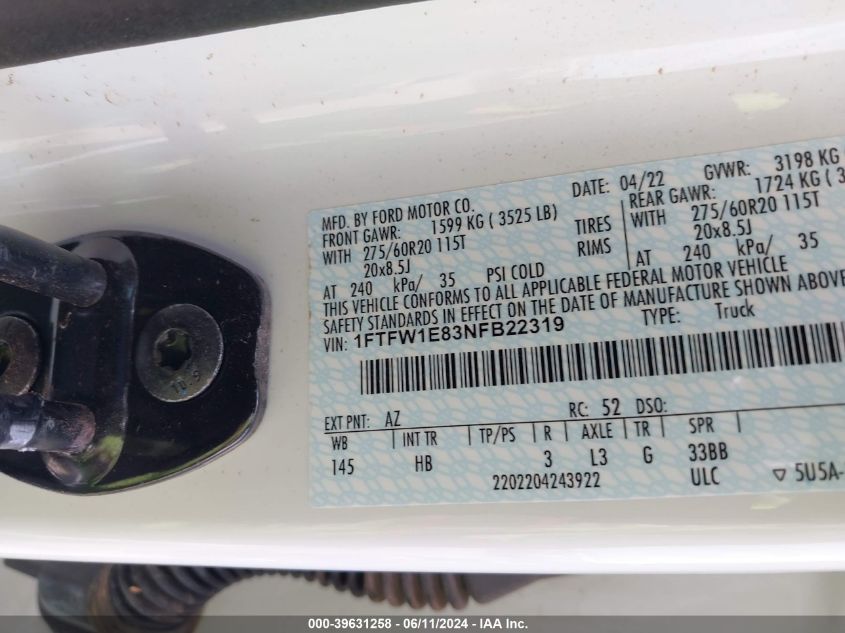 MFD. BY FORD MOTOR CO.
DATE: 04/22 GVWR: 3198 KG
FRONT GAWR: 1599 KG ( 3525 LB) REAR GAWR: 1724 KG ( 3
WITH 275/60R20 115T TIRES WITH 275/60R20 115T
20x8.5J RIMS 20x8.5J
AT 240 kPa/ 35 PSI COLD AT 240 kPa/ 35
THIS VEHICLE CONFORMS TO ALL APPLICABLE FEDERAL MOTOR VEHICLE
SAFETY STANDARDS IN EFFECT ON THE DATE OF MANUFACTURE SHOWN ABOVE
VIN: 1FTFW1E83NFB22319 TYPE: Truck
EXT PNT: AZ RC: 52 DSO:
WB INT TR TP/PS R AXLE TR SPR
145 HB 3 L3 G 33BB
2202204243922 ULC 5U5A-
10.9
000-39631258 - 06/11/2024 - IAA Inc.